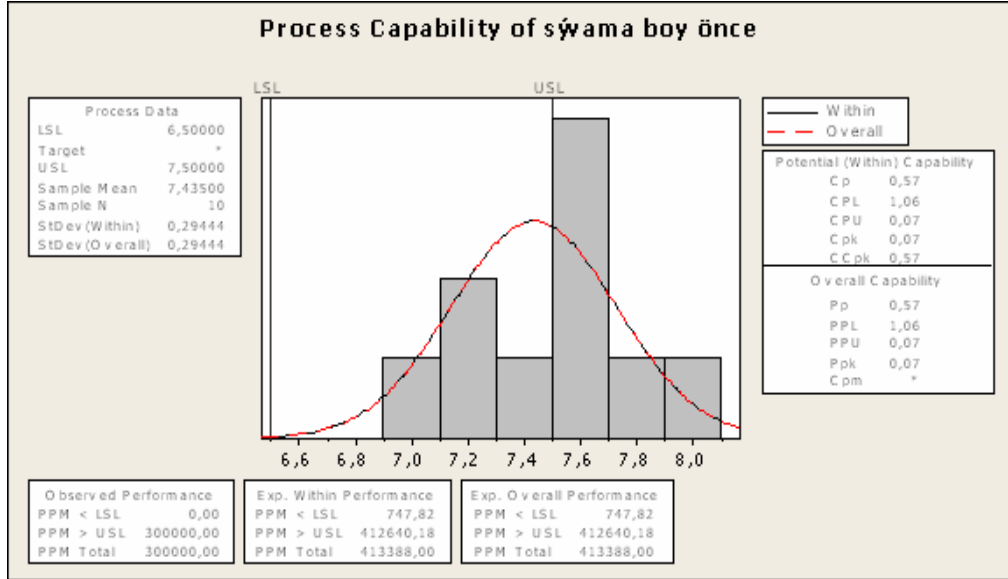 Process Capability of sývama boy önce
LSL USL
Process Data
LSL 6,50000
Target *
USL 7,50000
Sample Mean 7,43500
Sample N 10
StDev(Within) 0,29444
StDev(Overall) 0,29444
Within
Overall
Potential (Within) Capability
Cp 0,57
CPL 1,06
CPU 0,07
Cpk 0,07
CCpk 0,57
Overall Capability
Pp 0,57
PPL 1,06
PPU 0,07
Ppk 0,07
Cpm *
6,6 6,8 7,0 7,2 7,4 7,6 7,8 8,0
Observed Performance
PPM < LSL 0,00
PPM > USL 300000,00
PPM Total 300000,00
Exp. Within Performance
PPM < LSL 747,82
PPM > USL 412640,18
PPM Total 413388,00
Exp. Overall Performance
PPM < LSL 747,82
PPM > USL 412640,18
PPM Total 413388,00